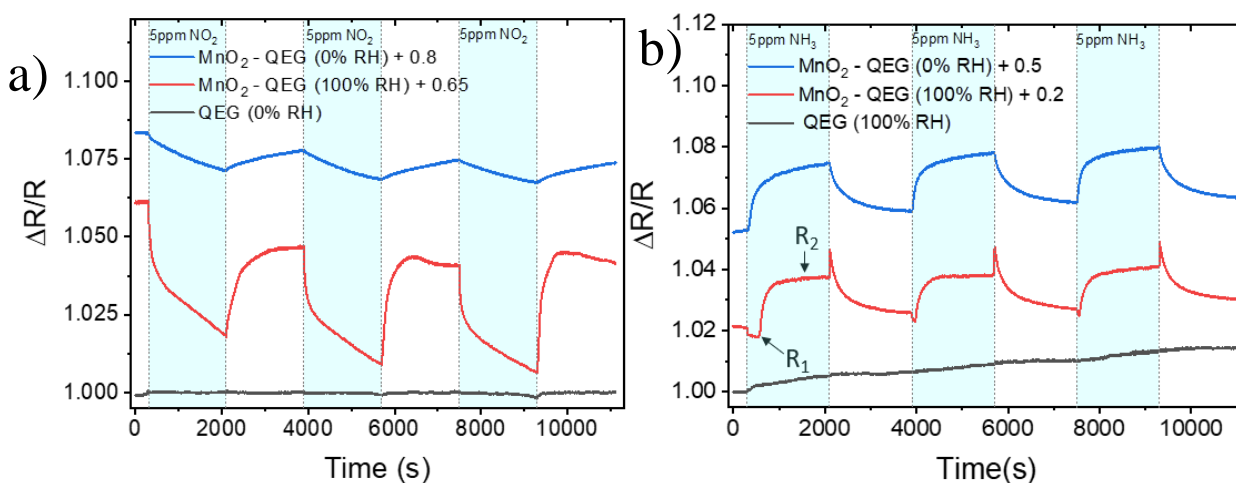 a)
5ppm NO₂ 5ppm NO₂ 5ppm NO₂
MnO₂ - QEG (0% RH) + 0.8
MnO₂ - QEG (100% RH) + 0.65
QEG (0% RH)
1.100
1.075
1.050
1.025
1.000
ΔR/R
0 2000 4000 6000 8000 10000
Time (s)
b)
5ppm NH₃ 5ppm NH₃ 5ppm NH₃
MnO₂ - QEG (0% RH) + 0.5
MnO₂ - QEG (100% RH) + 0.2
QEG (100% RH)
1.12
1.10
1.08
1.06
1.04
1.02
1.00
ΔR/R
R₂
R₁
0 2000 4000 6000 8000 10000
Time(s)